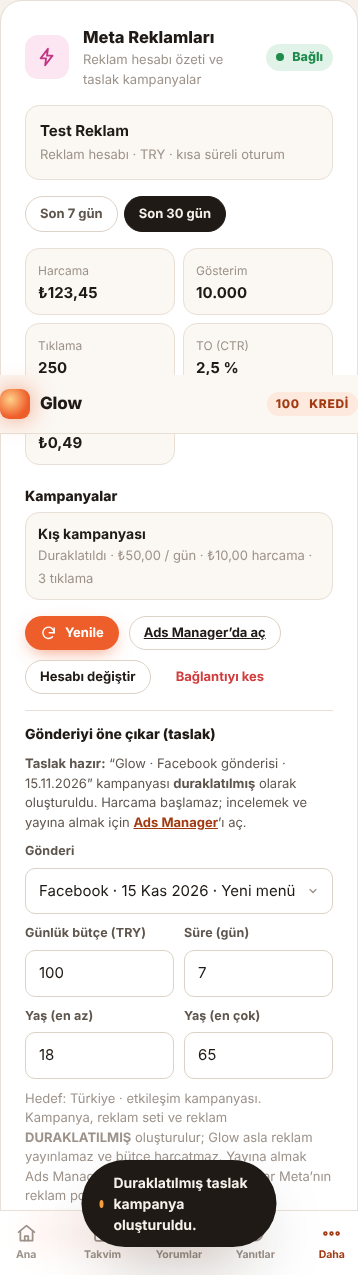 Meta Reklamları
Reklam hesabı özeti ve
taslak kampanyalar
Bağlı
Test Reklam
Reklam hesabı · TRY · kısa süreli oturum
Son 7 gün
Son 30 gün
Harcama
₺123,45
Gösterim
10.000
Tıklama
250
TO (CTR)
2,5 %
Glow
100 KREDİ
₺0,49
Kampanyalar
Kış kampanyası
Duraklatıldı · ₺50,00 / gün · ₺10,00 harcama ·
3 tıklama
Yenile
Ads Manager’da aç
Hesabı değiştir
Bağlantıyı kes
Gönderiyi öne çıkar (taslak)
Taslak hazır: “Glow · Facebook gönderisi ·
15.11.2026” kampanyası duraklatılmış olarak
oluşturuldu. Harcama başlamaz; incelemek ve
yayına almak için Ads Manager’ı aç.
Gönderi
Facebook · 15 Kas 2026 · Yeni menü
Günlük bütçe (TRY)
Süre (gün)
100
7
Yaş (en az)
Yaş (en çok)
18
65
Hedef: Türkiye · etkileşim kampanyası.
Kampanya, reklam seti ve reklam
DURAKLATILMIŞ oluşturulur; Glow asla reklam
yayınlamaz ve bütçe harcatmaz. Yayına almak
Ads Meta’nın
reklam
Duraklatılmış taslak
kampanya
oluşturuldu.
Ana
Takvim
Yorumlar
Yanıtlar
Daha